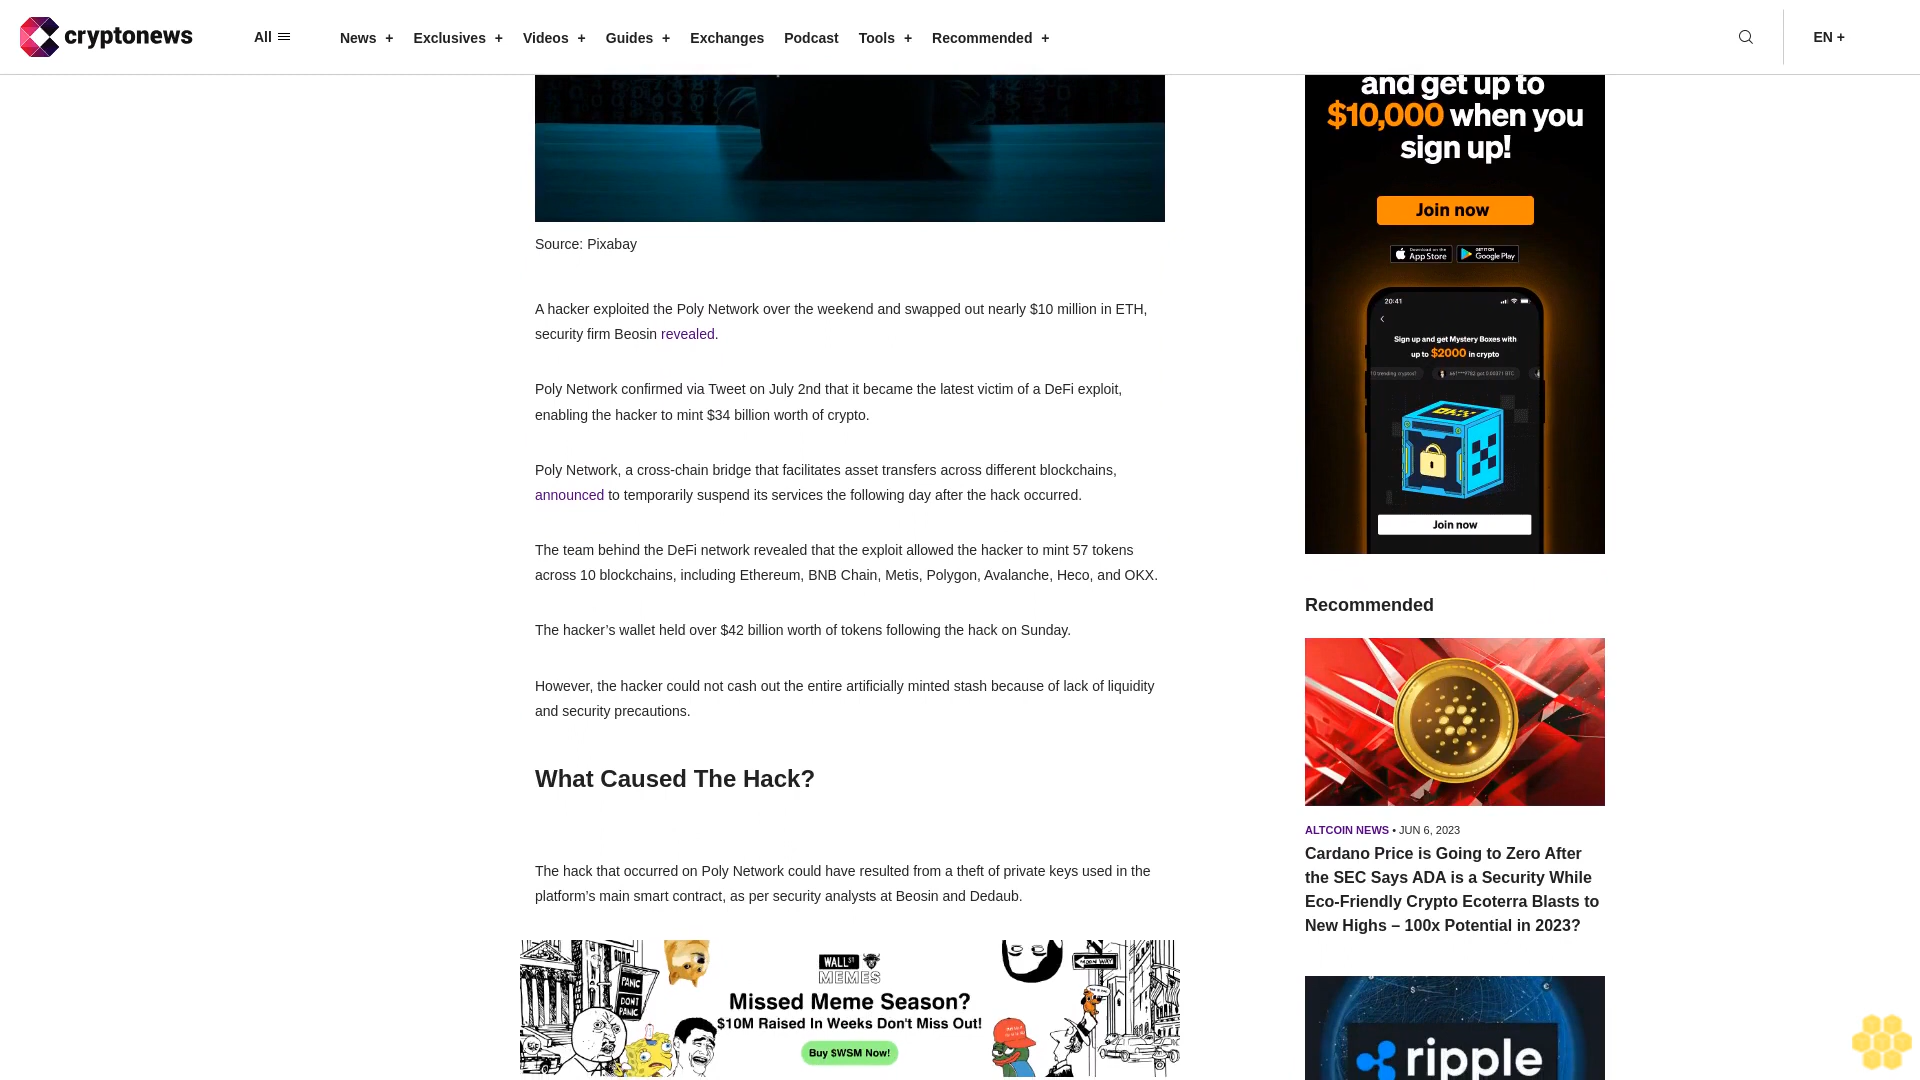 cryptonews
All
News +
Exclusives +
Videos +
Guides +
Exchanges
Podcast
Tools +
Recommended +
EN +
Source: Pixabay
A hacker exploited the Poly Network over the weekend and swapped out nearly $10 million in ETH,
security firm Beosin revealed.
Poly Network confirmed via Tweet on July 2nd that it became the latest victim of a DeFi exploit,
enabling the hacker to mint $34 billion worth of crypto.
Poly Network, a cross-chain bridge that facilitates asset transfers across different blockchains,
announced to temporarily suspend its services the following day after the hack occurred.
The team behind the DeFi network revealed that the exploit allowed the hacker to mint 57 tokens
across 10 blockchains, including Ethereum, BNB Chain, Metis, Polygon, Avalanche, Heco, and OKX.
The hacker’s wallet held over $42 billion worth of tokens following the hack on Sunday.
However, the hacker could not cash out the entire artificially minted stash because of lack of liquidity
and security precautions.
What Caused The Hack?
The hack that occurred on Poly Network could have resulted from a theft of private keys used in the
platform’s main smart contract, as per security analysts at Beosin and Dedaub.
PANIC
DONT
PANIC
WALL ST
MEMES
Missed Meme Season?
$10M Raised In Weeks Don't Miss Out!
Buy $WSM Now!
and get up to
$10,000 when you
sign up!
Join now
Download on the
App Store
GET IT ON
Google Play
20:41
Sign up and get Mystery Boxes with
up to $2000 in crypto
OKX
Join now
Recommended
ALTCOIN NEWS • JUN 6, 2023
Cardano Price is Going to Zero After
the SEC Says ADA is a Security While
Eco-Friendly Crypto Ecoterra Blasts to
New Highs – 100x Potential in 2023?
ripple